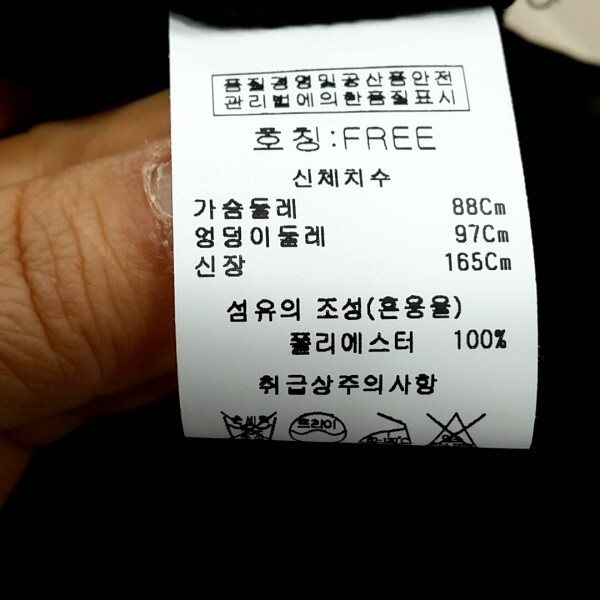 품질경영및공산품안전
관리법에의한품질표시
호칭:FREE
신체치수
가슴둘레 88Cm
엉덩이둘레 97Cm
신장 165Cm
섬유의 조성(혼용율)
폴리에스터 100%
취급상주의사항
드라이